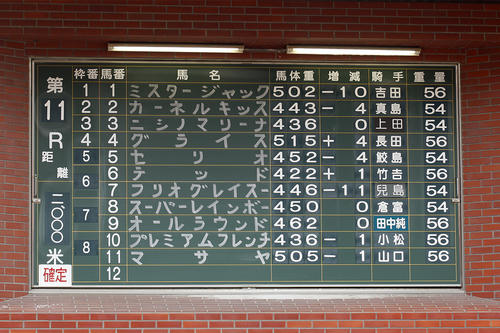 第11R
距離二〇〇〇米
確定
枠番 馬番 馬名 馬体重 増減 騎手 重量
1 1 ミスタージャック 502 −10 吉田 56
2 2 カーネルキッス 443 −4 真島 54
3 3 ニシノマリーナ 436 0 上田 54
4 4 グライス 515 +4 長田 56
5 5 セリオ 452 −4 鮫島 54
6 6 テッド 422 +1 竹吉 56
7 フリオグレイス 446 −11 児島 54
7 8 スーパーレインボー 450 0 倉富 54
9 オールラウンド 462 0 田中純 56
8 10 プレミアムフレンチ 436 −1 小松 56
11 マサヤ 505 −1 山口 56
12